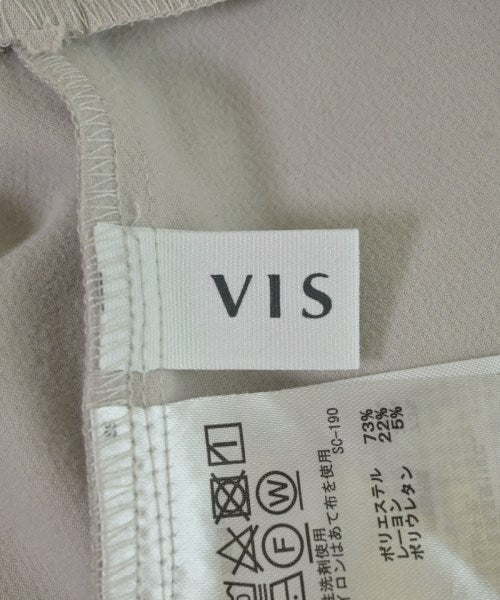 VIS
ポリエステル 73%
レーヨン 22%
ポリウレタン 5%
SC-190
W
F
性洗剤使用
イロンはあて布を使用